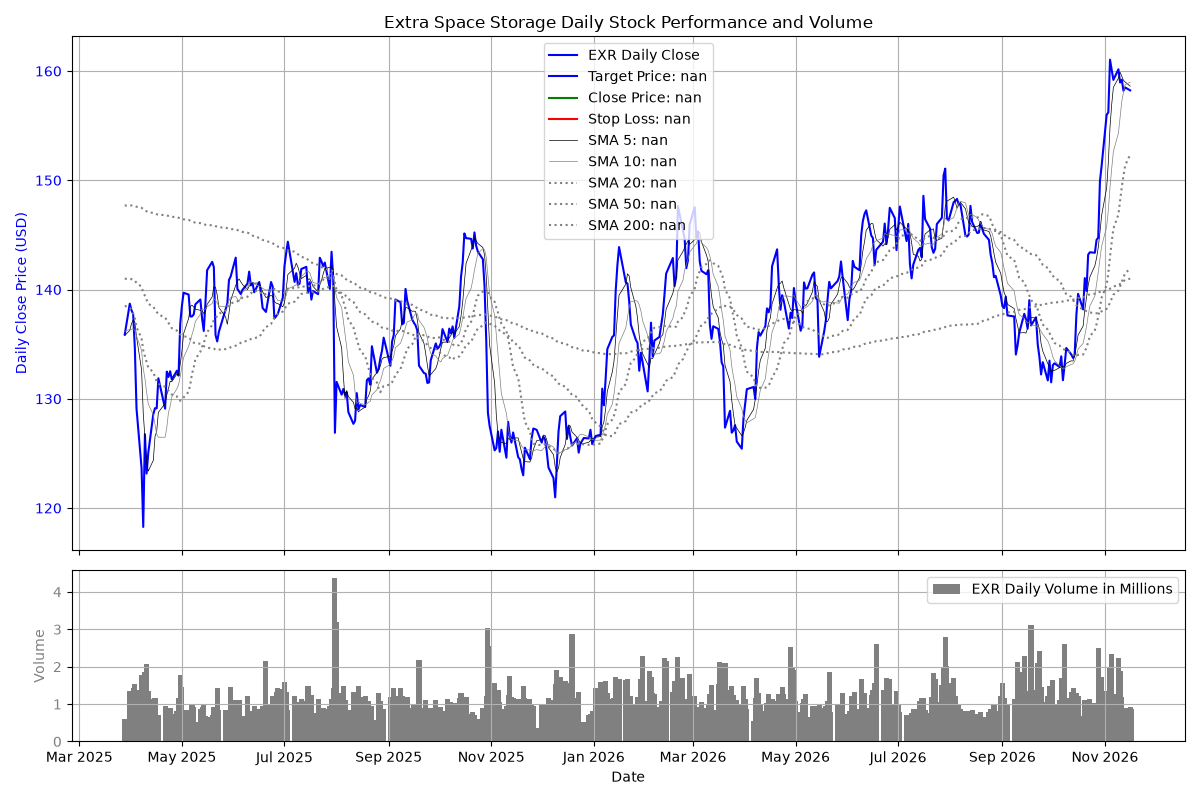 Extra Space Storage Daily Stock Performance and Volume
Daily Close Price (USD)
160
150
140
130
120
EXR Daily Close
Target Price: nan
Close Price: nan
Stop Loss: nan
SMA 5: nan
SMA 10: nan
SMA 20: nan
SMA 50: nan
SMA 200: nan
Volume
4
3
2
1
0
EXR Daily Volume in Millions
Mar 2025 May 2025 Jul 2025 Sep 2025 Nov 2025 Jan 2026 Mar 2026 May 2026 Jul 2026 Sep 2026 Nov 2026
Date